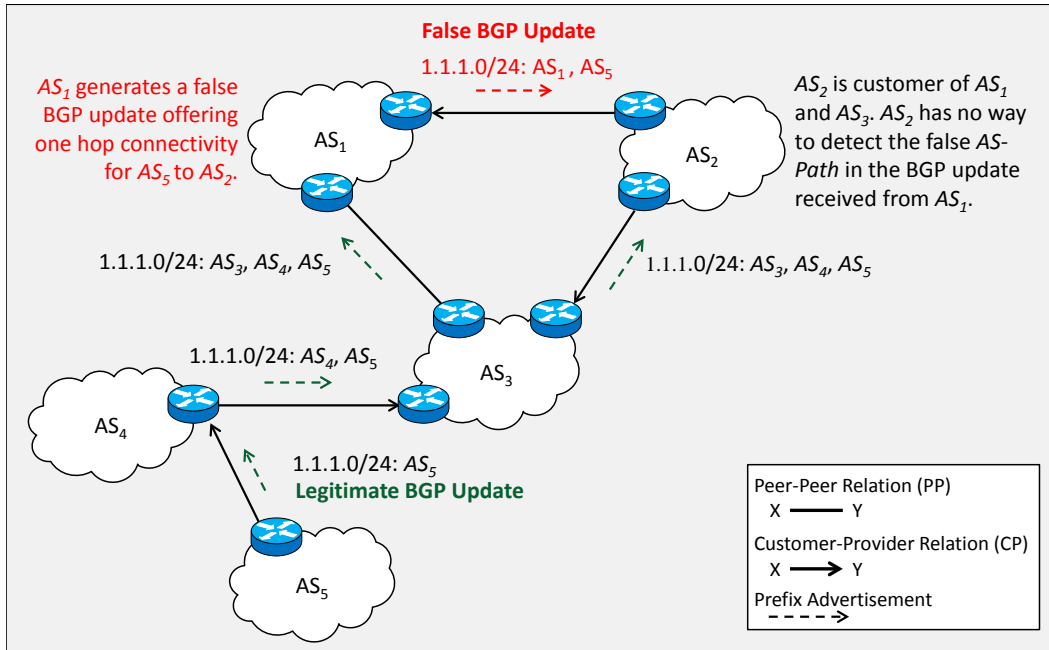 False BGP Update
1.1.1.0/24: AS₁ , AS₅
AS₁ generates a false
BGP update offering
one hop connectivity
for AS₅ to AS₂.
AS₂ is customer of AS₁
and AS₃. AS₂ has no way
to detect the false AS-
Path in the BGP update
received from AS₁.
AS₁
AS₂
1.1.1.0/24: AS₃, AS₄, AS₅
1.1.1.0/24: AS₃, AS₄, AS₅
1.1.1.0/24: AS₄, AS₅
AS₃
AS₄
1.1.1.0/24: AS₅
Legitimate BGP Update
AS₅
Peer-Peer Relation (PP)
X Y
Customer-Provider Relation (CP)
X Y
Prefix Advertisement